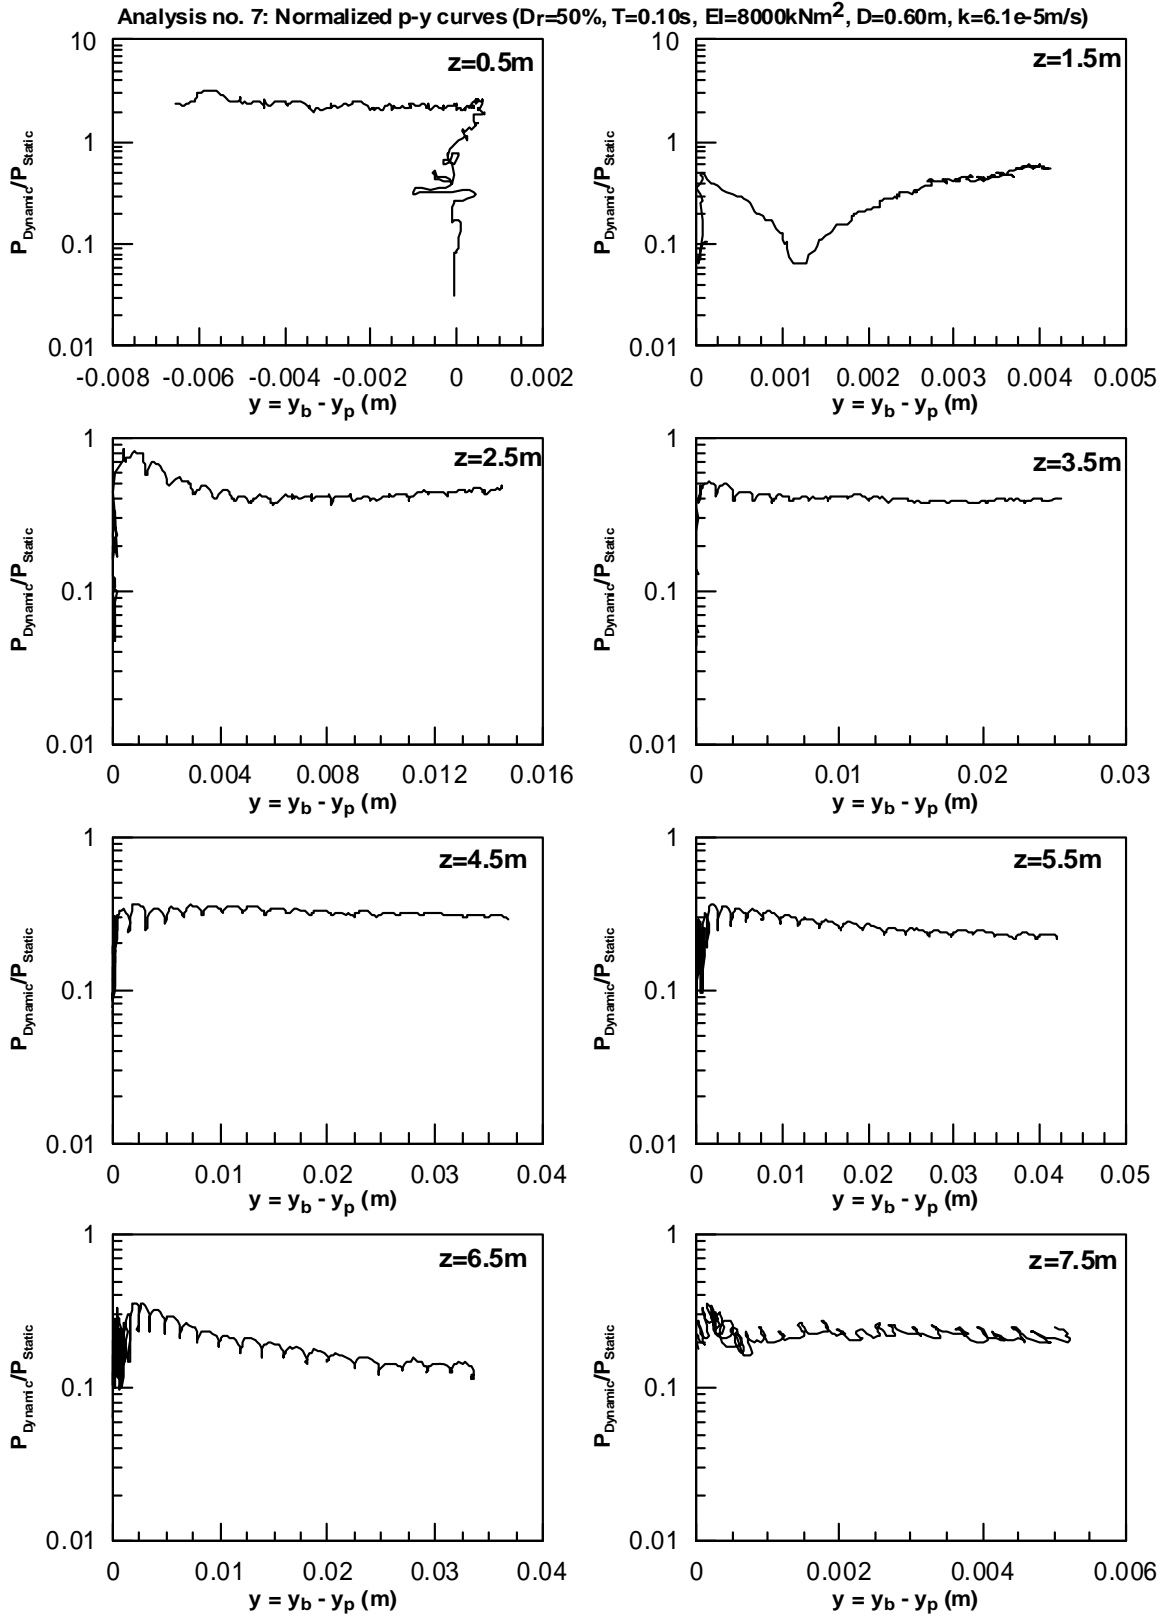 Analysis no. 7: Normalized p-y curves (Dr=50%, T=0.10s, EI=8000kNm2, D=0.60m, k=6.1e-5m/s)
z=0.5m
10
1
0.1
0.01
PDynamic/PStatic
-0.008 -0.006 -0.004 -0.002 0 0.002
y = yb - yp (m)
z=1.5m
10
1
0.1
0.01
PDynamic/PStatic
0 0.001 0.002 0.003 0.004 0.005
y = yb - yp (m)
z=2.5m
1
0.1
0.01
PDynamic/PStatic
0 0.004 0.008 0.012 0.016
y = yb - yp (m)
z=3.5m
1
0.1
0.01
PDynamic/PStatic
0 0.01 0.02 0.03
y = yb - yp (m)
z=4.5m
1
0.1
0.01
PDynamic/PStatic
0 0.01 0.02 0.03 0.04
y = yb - yp (m)
z=5.5m
1
0.1
0.01
PDynamic/PStatic
0 0.01 0.02 0.03 0.04 0.05
y = yb - yp (m)
z=6.5m
1
0.1
0.01
PDynamic/PStatic
0 0.01 0.02 0.03 0.04
y = yb - yp (m)
z=7.5m
1
0.1
0.01
PDynamic/PStatic
0 0.002 0.004 0.006
y = yb - yp (m)